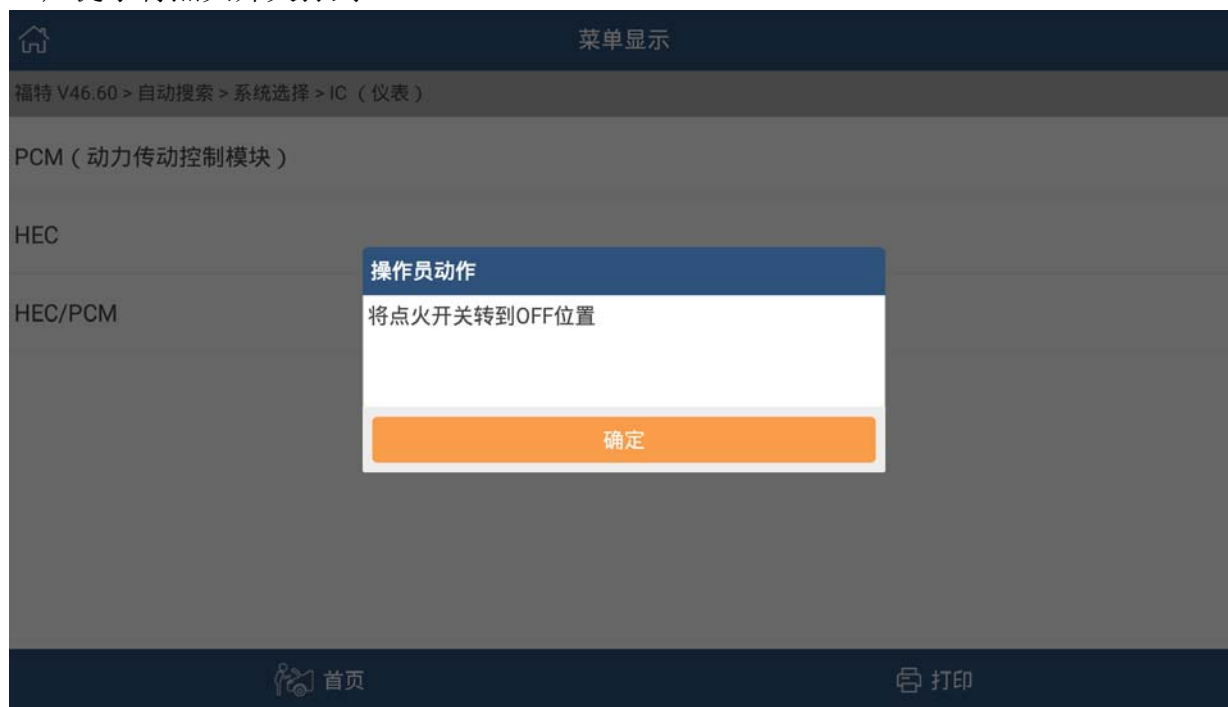 菜单显示
福特 V46.60 > 自动搜索 > 系统选择 > IC （仪表）
PCM（动力传动控制模块）
HEC
HEC/PCM
操作员动作
将点火开关转到OFF位置
确定
首页
打印